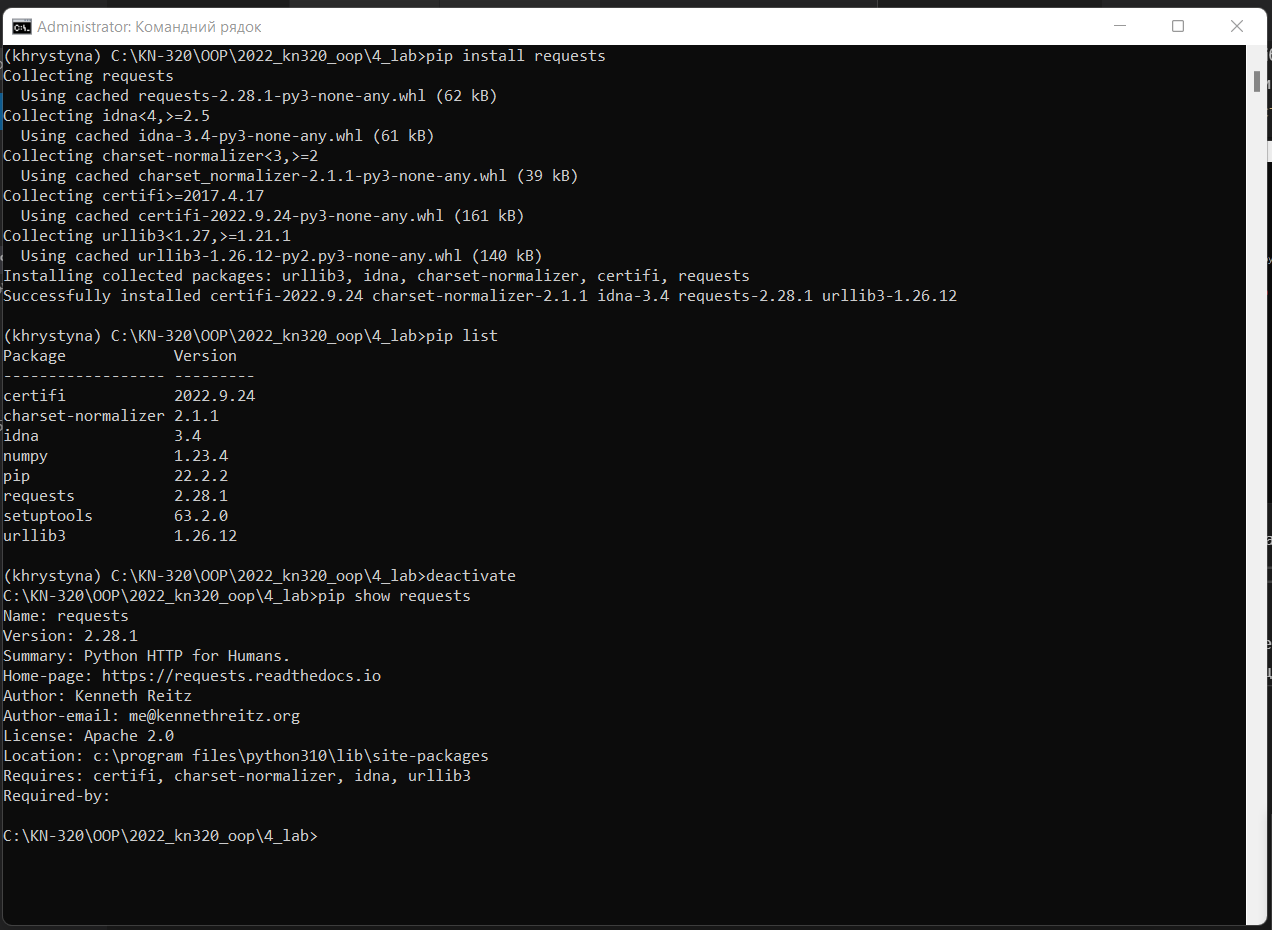 Administrator: Командний рядок
(khrystyna) C:\KN-320\OOP\2022_kn320_oop\4_lab>pip install requests
Collecting requests
  Using cached requests-2.28.1-py3-none-any.whl (62 kB)
Collecting idna<4,>=2.5
  Using cached idna-3.4-py3-none-any.whl (61 kB)
Collecting charset-normalizer<3,>=2
  Using cached charset_normalizer-2.1.1-py3-none-any.whl (39 kB)
Collecting certifi>=2017.4.17
  Using cached certifi-2022.9.24-py3-none-any.whl (161 kB)
Collecting urllib3<1.27,>=1.21.1
  Using cached urllib3-1.26.12-py2.py3-none-any.whl (140 kB)
Installing collected packages: urllib3, idna, charset-normalizer, certifi, requests
Successfully installed certifi-2022.9.24 charset-normalizer-2.1.1 idna-3.4 requests-2.28.1 urllib3-1.26.12
(khrystyna) C:\KN-320\OOP\2022_kn320_oop\4_lab>pip list
Package            Version
------------------ ---------
certifi            2022.9.24
charset-normalizer 2.1.1
idna               3.4
numpy              1.23.4
pip                22.2.2
requests           2.28.1
setuptools         63.2.0
urllib3            1.26.12
(khrystyna) C:\KN-320\OOP\2022_kn320_oop\4_lab>deactivate
C:\KN-320\OOP\2022_kn320_oop\4_lab>pip show requests
Name: requests
Version: 2.28.1
Summary: Python HTTP for Humans.
Home-page: https://requests.readthedocs.io
Author: Kenneth Reitz
Author-email: me@kennethreitz.org
License: Apache 2.0
Location: c:\program files\python310\lib\site-packages
Requires: certifi, charset-normalizer, idna, urllib3
Required-by:
C:\KN-320\OOP\2022_kn320_oop\4_lab>